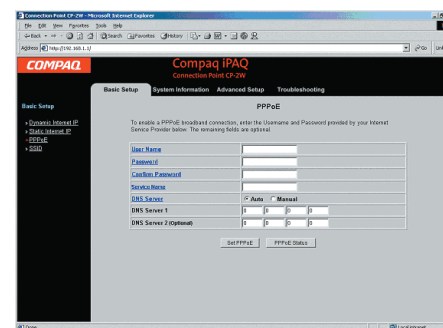 Connection Point CP-2W - Microsoft Internet Explorer
File Edit View Favorites Tools Help
Back Search Favorites History
Address http://192.168.1.1/ Go
COMPAQ Compaq iPAQ
Connection Point CP-2W
Basic Setup System Information Advanced Setup Troubleshooting
Basic Setup
PPPoE
Dynamic Internet IP
Static Internet IP
PPPoE
SSID
To enable a PPPoE broadband connection, enter the Username and Password provided by your Internet
Service Provider below. The remaining fields are optional.
User Name
Password
Confirm Password
Service Name
DNS Server Auto Manual
DNS Server 1 0 0 0 0
DNS Server 2 (Optional) 0 0 0 0
Set PPPoE PPPoE Status
Done Local intranet